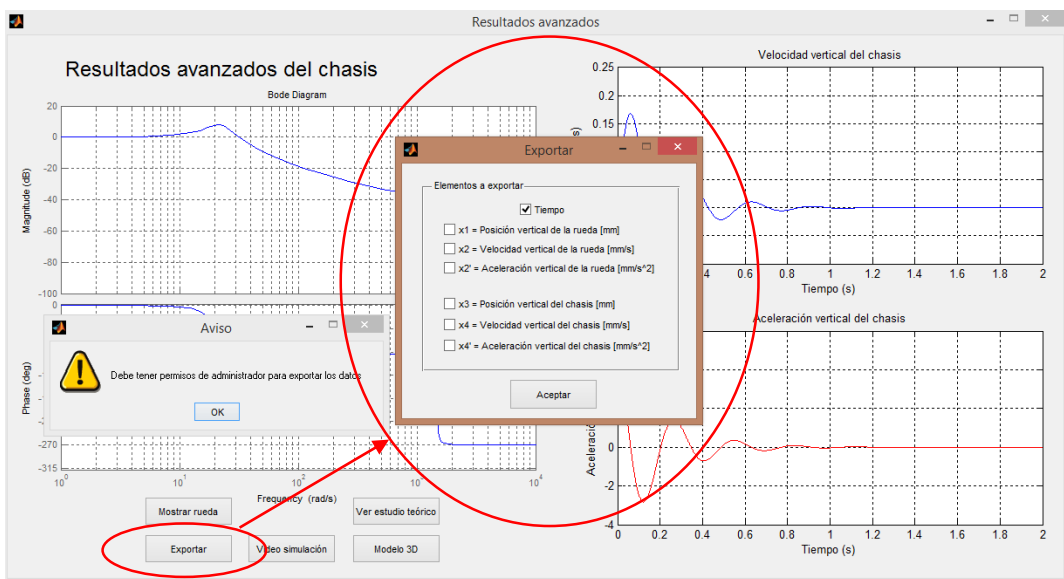 Resultados avanzados
Resultados avanzados del chasis
Bode Diagram
Magnitude (dB)
20
0
-20
-40
-60
-80
-100
Phase (deg)
0
-270
-315
10^0
10^1
10^2
10^4
Frequency (rad/s)
Velocidad vertical del chasis
0.25
0.2
0.15
0.6
0.8
1
1.2
1.4
1.6
1.8
2
Tiempo (s)
Aceleración vertical del chasis
0
-2
-4
0
0.2
0.4
0.6
0.8
1
1.2
1.4
1.6
1.8
2
Tiempo (s)
Exportar
Elementos a exportar
Tiempo
x1 = Posición vertical de la rueda [mm]
x2 = Velocidad vertical de la rueda [mm/s]
x2' = Aceleración vertical de la rueda [mm/s^2]
x3 = Posición vertical del chasis [mm]
x4 = Velocidad vertical del chasis [mm/s]
x4' = Aceleración vertical del chasis [mm/s^2]
Aceptar
Aviso
Debe tener permisos de administrador para exportar los datos
OK
Mostrar rueda
Ver estudio teórico
Exportar
Video simulación
Modelo 3D